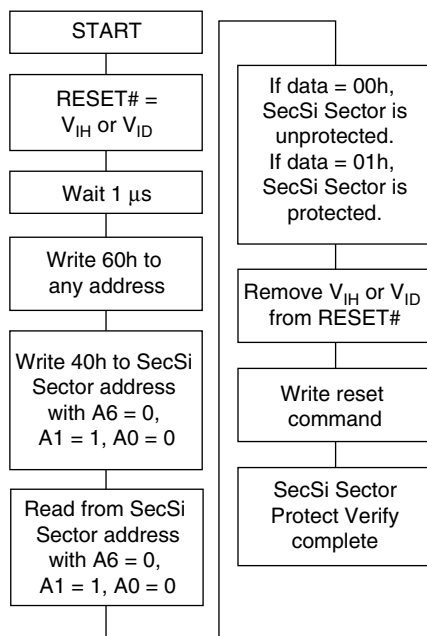 START
RESET# =
VIH or VID
Wait 1 μs
Write 60h to
any address
Write 40h to SecSi
Sector address
with A6 = 0,
A1 = 1, A0 = 0
Read from SecSi
Sector address
with A6 = 0,
A1 = 1, A0 = 0
If data = 00h,
SecSi Sector is
unprotected.
If data = 01h,
SecSi Sector is
protected.
Remove VIH or VID
from RESET#
Write reset
command
SecSi Sector
Protect Verify
complete